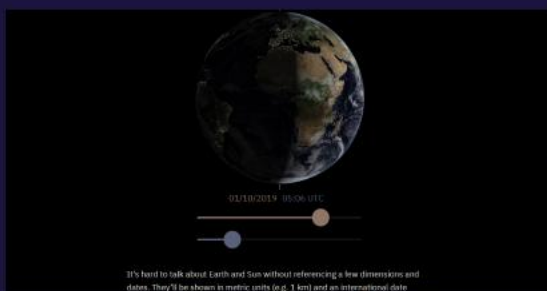 01/10/2019 05:06 UTC
It's hard to talk about Earth and Sun without referencing a few dimensions and
dates. They'll be shown in metric units (e.g. 1 km) and an international date